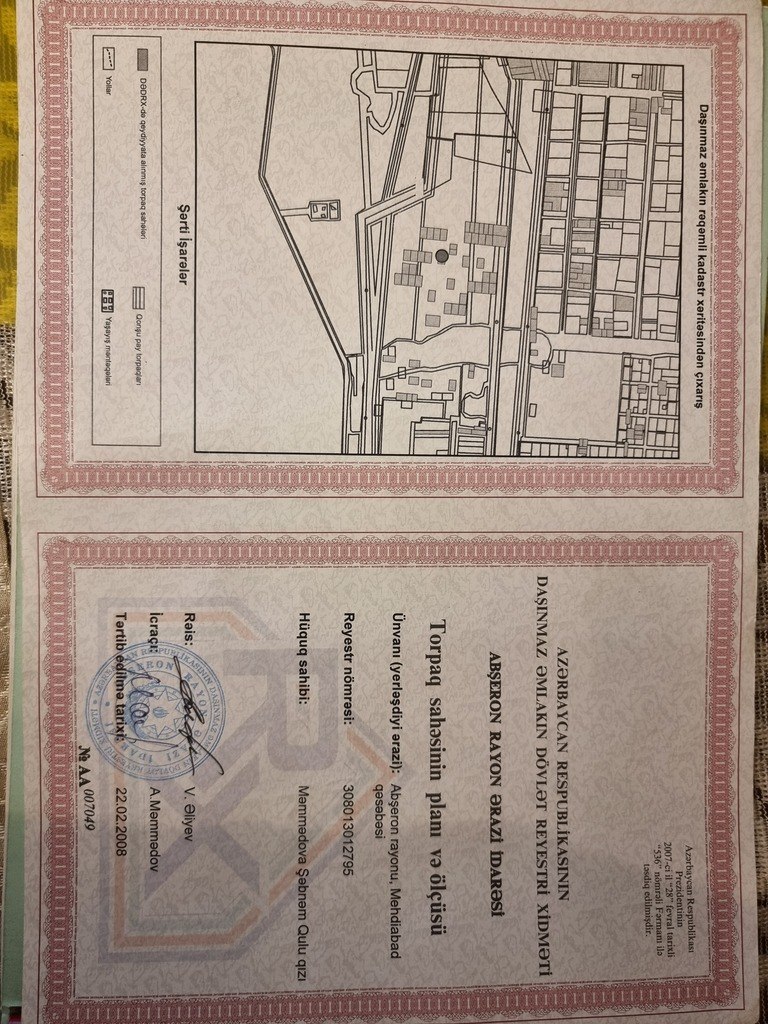 Daşınmaz əmlakın rəqəmli kadastr xəritəsindən çıxarış
Şərti işarələr
DƏDRX-də qeydiyyata alınmış torpaq sahələri
Qonşu pay torpaqları
Yollar
Yaşayış məntəqələri
Azərbaycan Respublikası
Prezidentinin
2007-ci il "28" fevral tarixli
"536" nömrəli Fərmanı ilə
təsdiq edilmişdir.
AZƏRBAYCAN RESPUBLİKASININ
DAŞINMAZ ƏMLAKIN DÖVLƏT REYESTRİ XİDMƏTİ
ABŞERON RAYON ƏRAZİ İDARƏSİ
Torpaq sahəsinin planı və ölçüsü
Ünvanı (yerləşdiyi ərazi): Abşeron rayonu, Mehdiabad
qəsəbəsi
Reyestr nömrəsi: 308013012795
Hüquq sahibi: Məmmədova Şəbnəm Qulu qızı
Rəis: V. Əliyev
İcraçı: A.Məmmədov
Tərtib edilmə tarixi: 22.02.2008
№ AA 007049